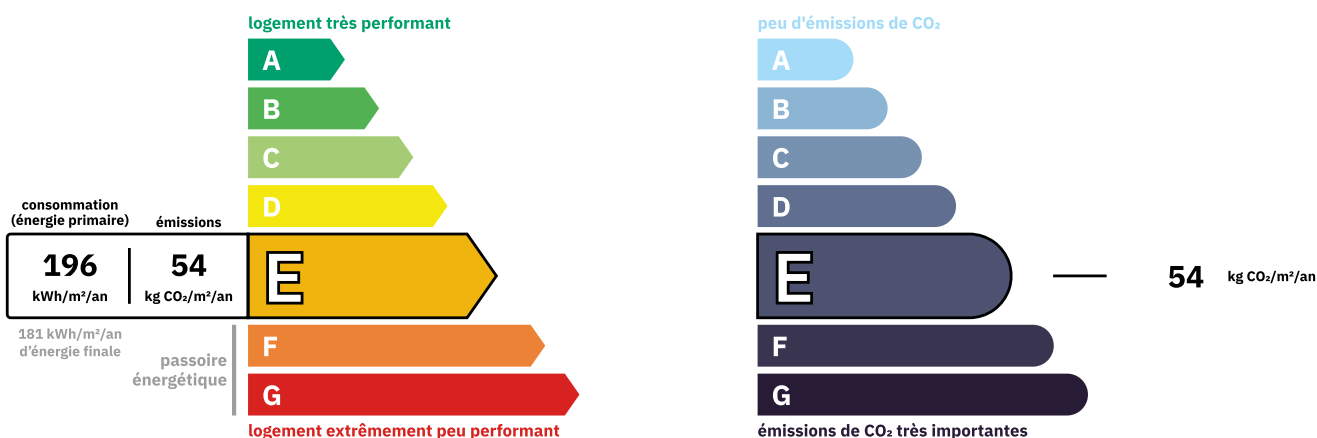 logement très performant
A
B
C
D
consommation
(énergie primaire)
émissions
196
kWh/m²/an
54
kg CO₂/m²/an
E
181 kWh/m²/an
d'énergie finale
passoire
énergétique
F
G
logement extrêmement peu performant
peu d'émissions de CO₂
A
B
C
D
E
54 kg CO₂/m²/an
F
G
émissions de CO₂ très importantes